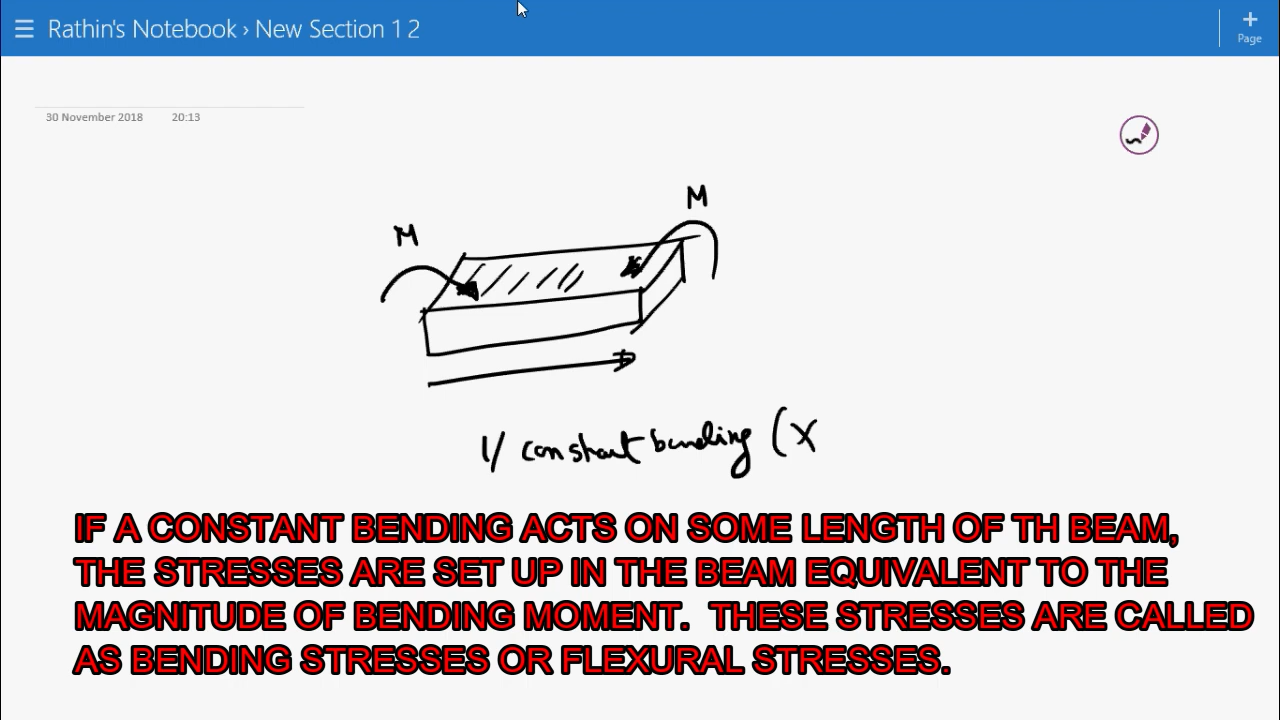 Rathin's Notebook › New Section 1 2
Page
30 November 2018 20:13
M
M
1/ constant bending (X
IF A CONSTANT BENDING ACTS ON SOME LENGTH OF TH BEAM,
THE STRESSES ARE SET UP IN THE BEAM EQUIVALENT TO THE
MAGNITUDE OF BENDING MOMENT. THESE STRESSES ARE CALLED
AS BENDING STRESSES OR FLEXURAL STRESSES.